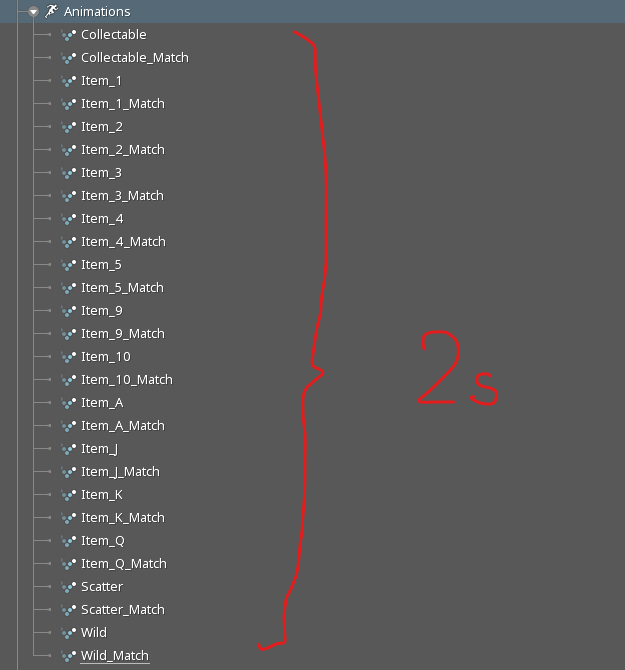 Animations
Collectable
Collectable_Match
Item_1
Item_1_Match
Item_2
Item_2_Match
Item_3
Item_3_Match
Item_4
Item_4_Match
Item_5
Item_5_Match
Item_9
Item_9_Match
Item_10
Item_10_Match
Item_A
Item_A_Match
Item_J
Item_J_Match
Item_K
Item_K_Match
Item_Q
Item_Q_Match
Scatter
Scatter_Match
Wild
Wild_Match
2s